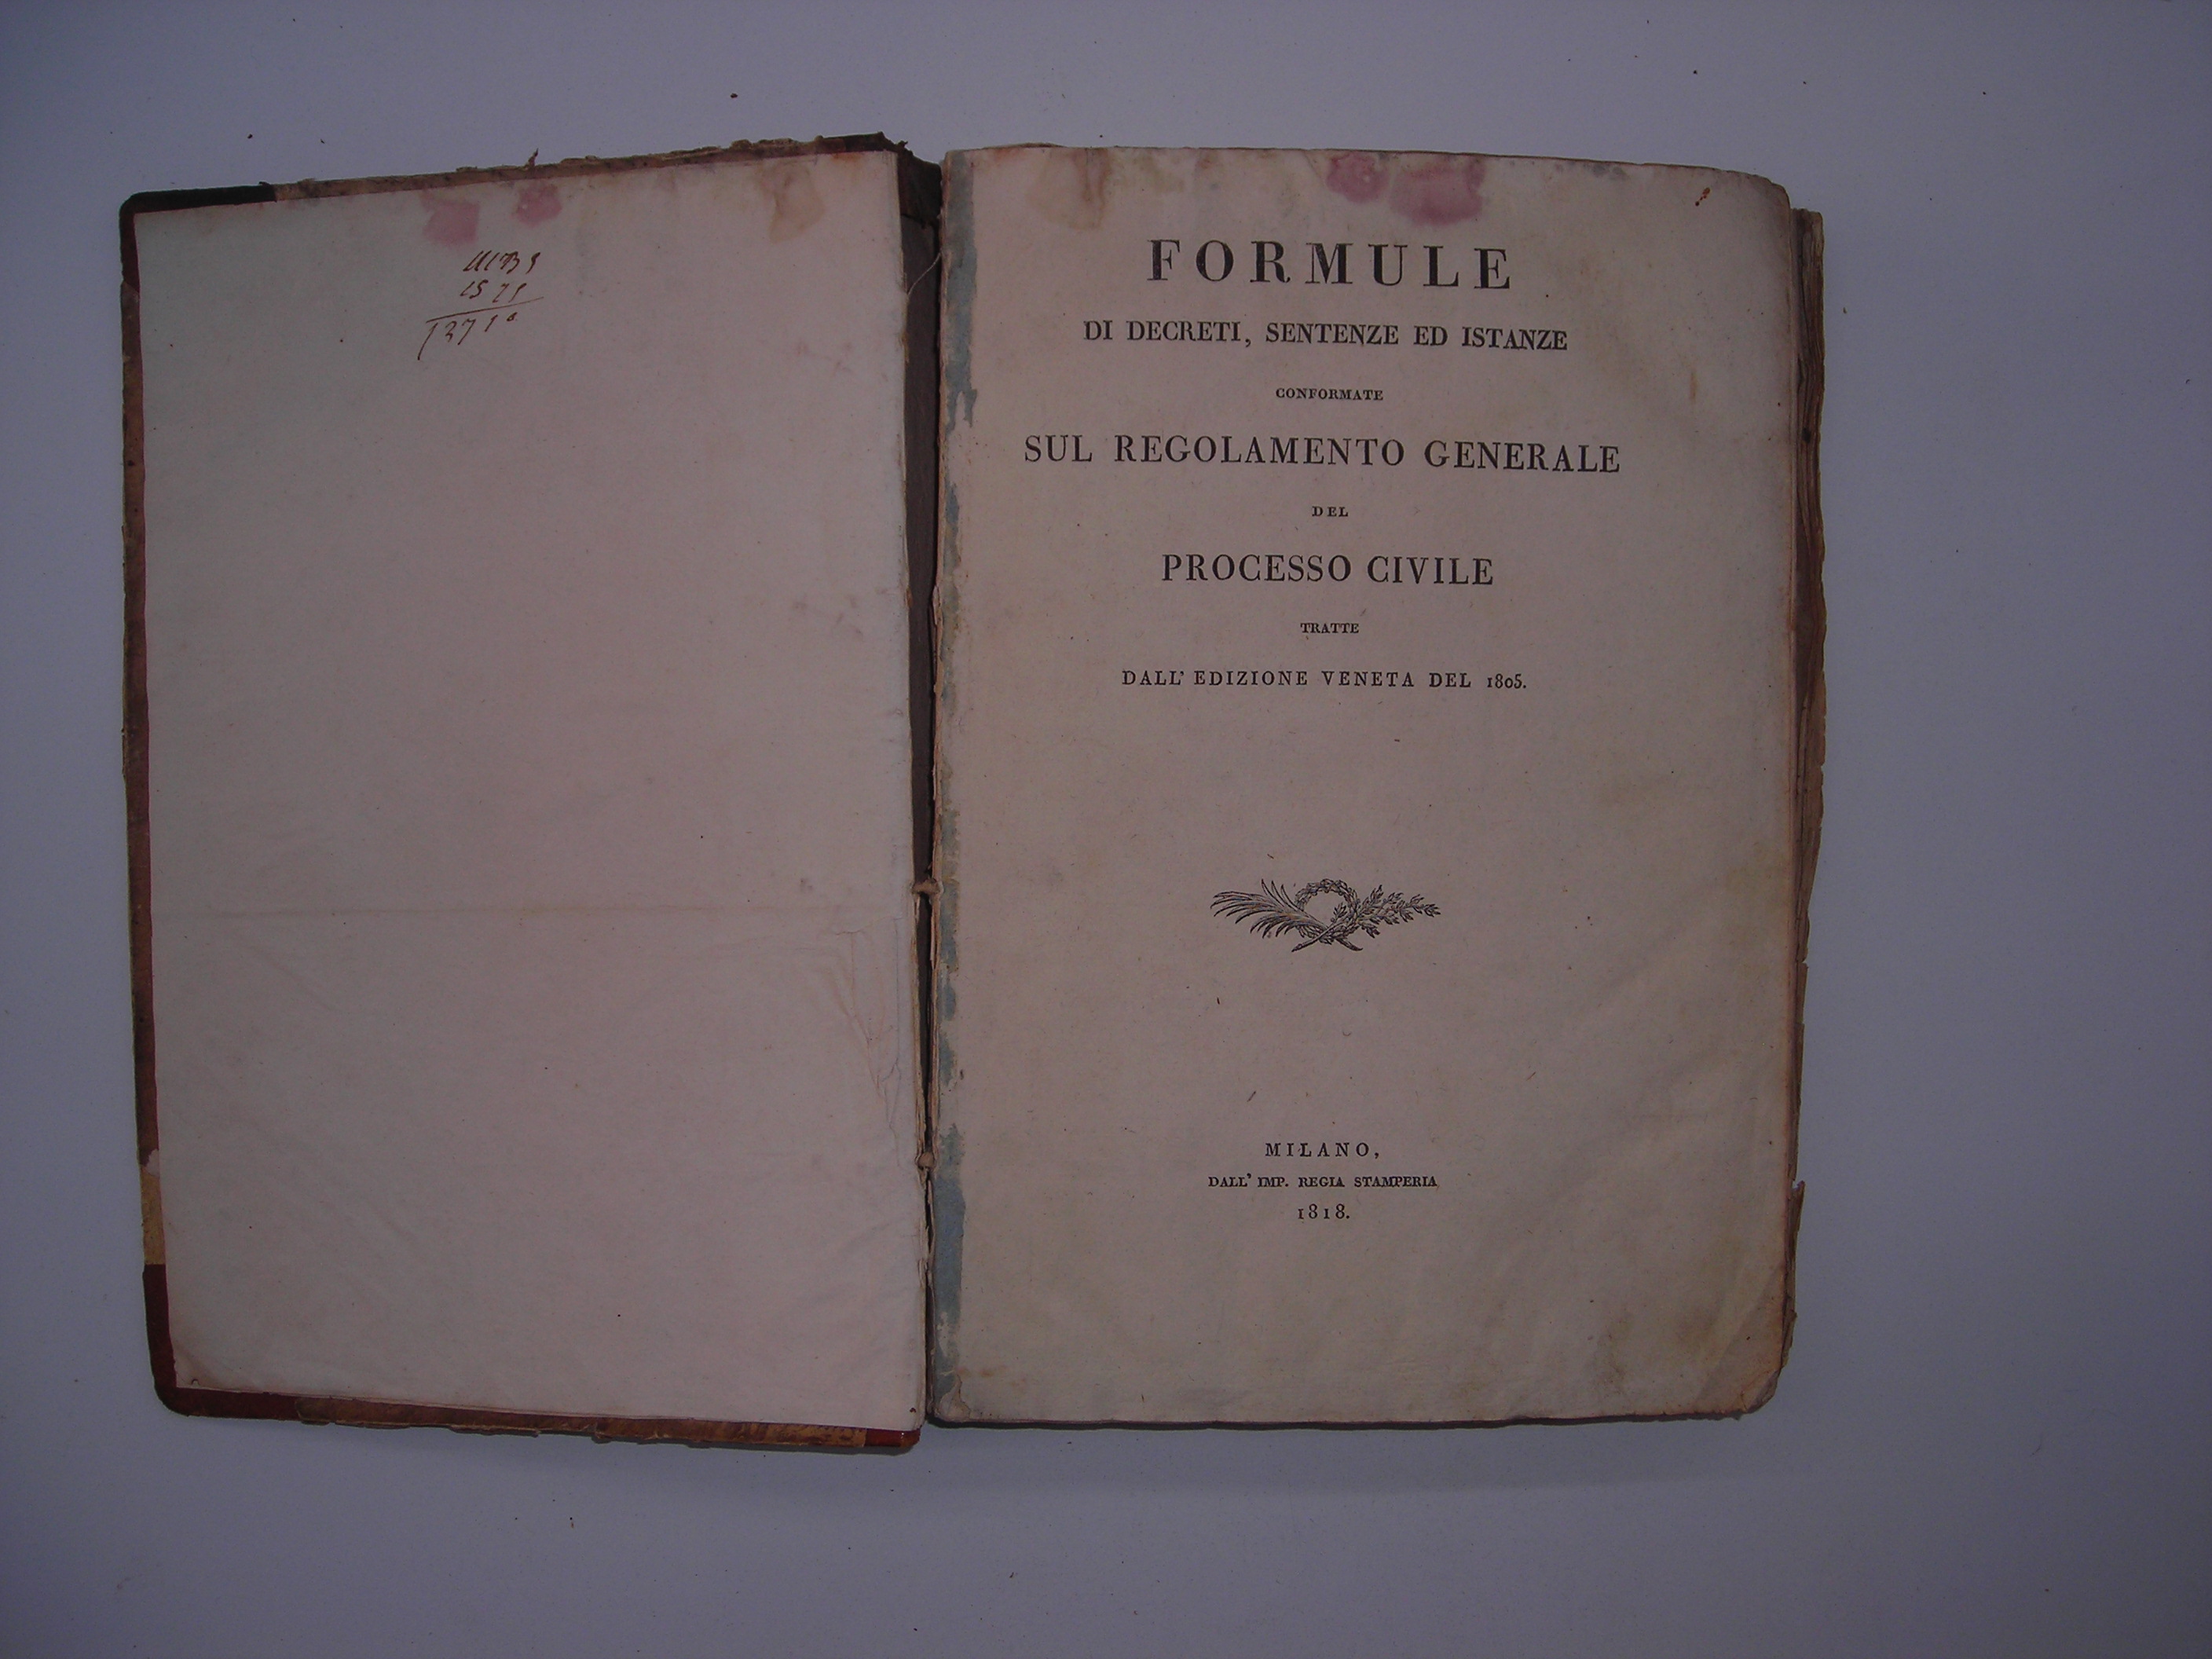 FORMULE
DI DECRETI, SENTENZE ED ISTANZE
CONFORMATE
SUL REGOLAMENTO GENERALE
DEL
PROCESSO CIVILE
TRATTE
DALL' EDIZIONE VENETA DEL 1805.
MILANO,
DALL' IMP. REGIA STAMPERIA
1818.